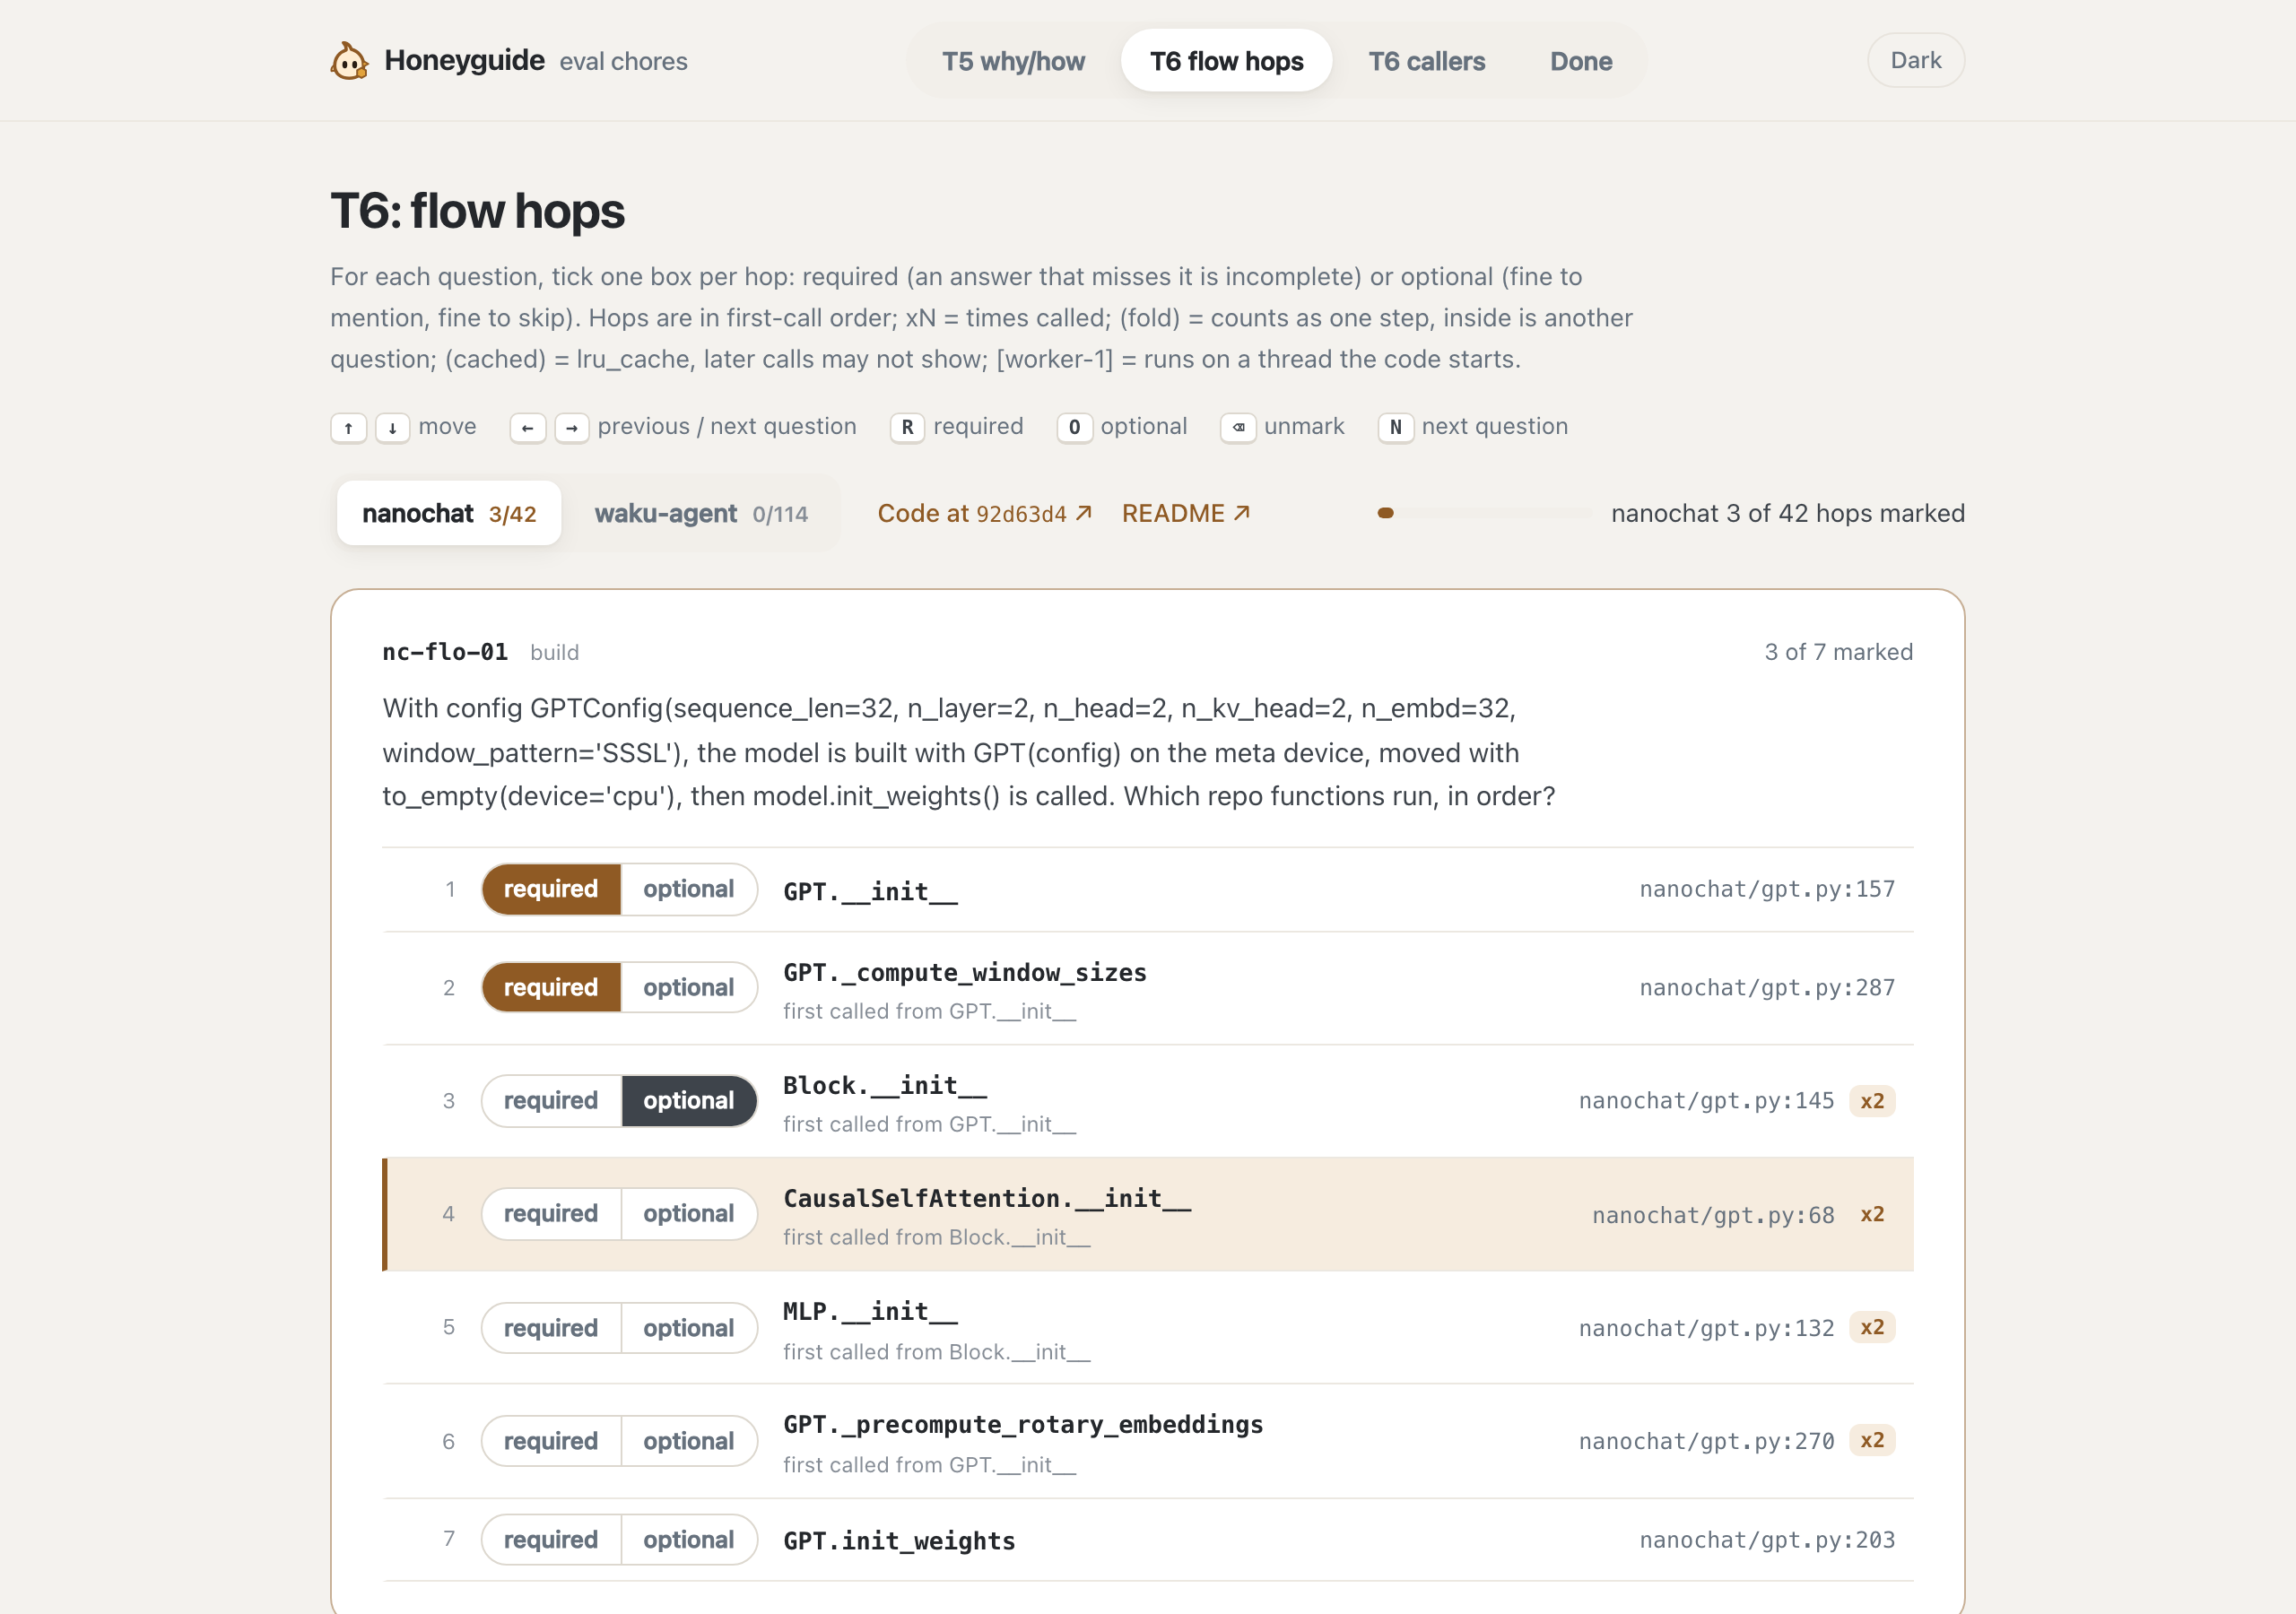 Honeyguide eval chores
T5 why/how
T6 flow hops
T6 callers
Done
Dark
T6: flow hops
For each question, tick one box per hop: required (an answer that misses it is incomplete) or optional (fine to
mention, fine to skip). Hops are in first-call order; xN = times called; (fold) = counts as one step, inside is another
question; (cached) = lru_cache, later calls may not show; [worker-1] = runs on a thread the code starts.
↑ ↓ move ← → previous / next question R required O optional ⌫ unmark N next question
nanochat 3/42 waku-agent 0/114 Code at 92d63d4 ↗ README ↗ nanochat 3 of 42 hops marked
nc-flo-01 build 3 of 7 marked
With config GPTConfig(sequence_len=32, n_layer=2, n_head=2, n_kv_head=2, n_embd=32,
window_pattern='SSSL'), the model is built with GPT(config) on the meta device, moved with
to_empty(device='cpu'), then model.init_weights() is called. Which repo functions run, in order?
1 required optional GPT.__init__ nanochat/gpt.py:157
2 required optional GPT._compute_window_sizes nanochat/gpt.py:287
first called from GPT.__init__
3 required optional Block.__init__ nanochat/gpt.py:145 x2
first called from GPT.__init__
4 required optional CausalSelfAttention.__init__ nanochat/gpt.py:68 x2
first called from Block.__init__
5 required optional MLP.__init__ nanochat/gpt.py:132 x2
first called from Block.__init__
6 required optional GPT._precompute_rotary_embeddings nanochat/gpt.py:270 x2
first called from GPT.__init__
7 required optional GPT.init_weights nanochat/gpt.py:203